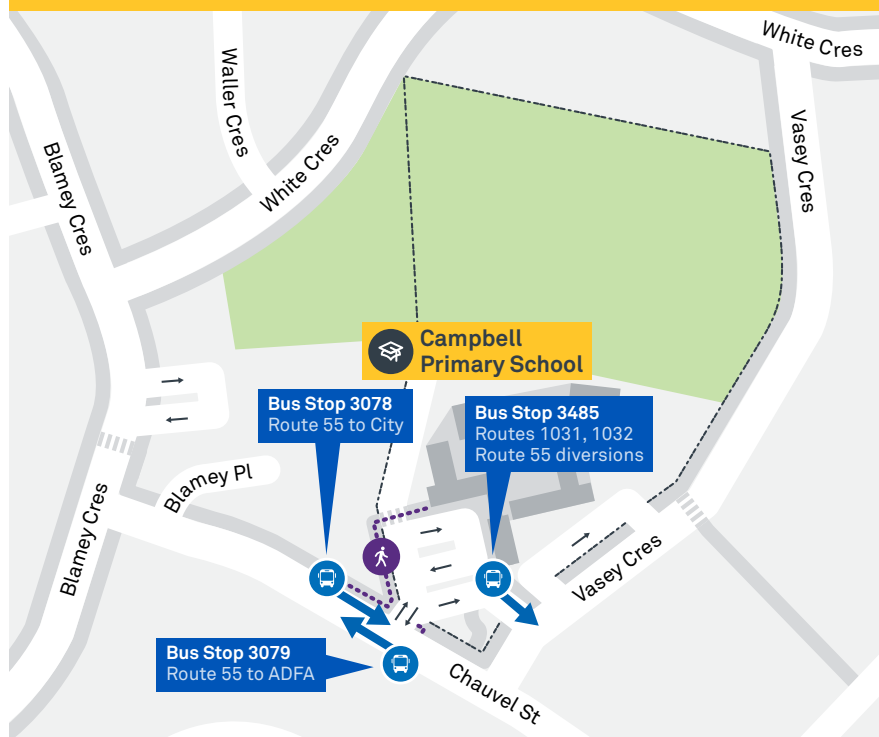 White Cres
Waller Cres
White Cres
Vasey Cres
Blamey Cres
Campbell
Primary School
Bus Stop 3078
Route 55 to City
Bus Stop 3485
Routes 1031, 1032
Route 55 diversions
Blamey Pl
Blamey Cres
Vasey Cres
Bus Stop 3079
Route 55 to ADFA
Chauvel St